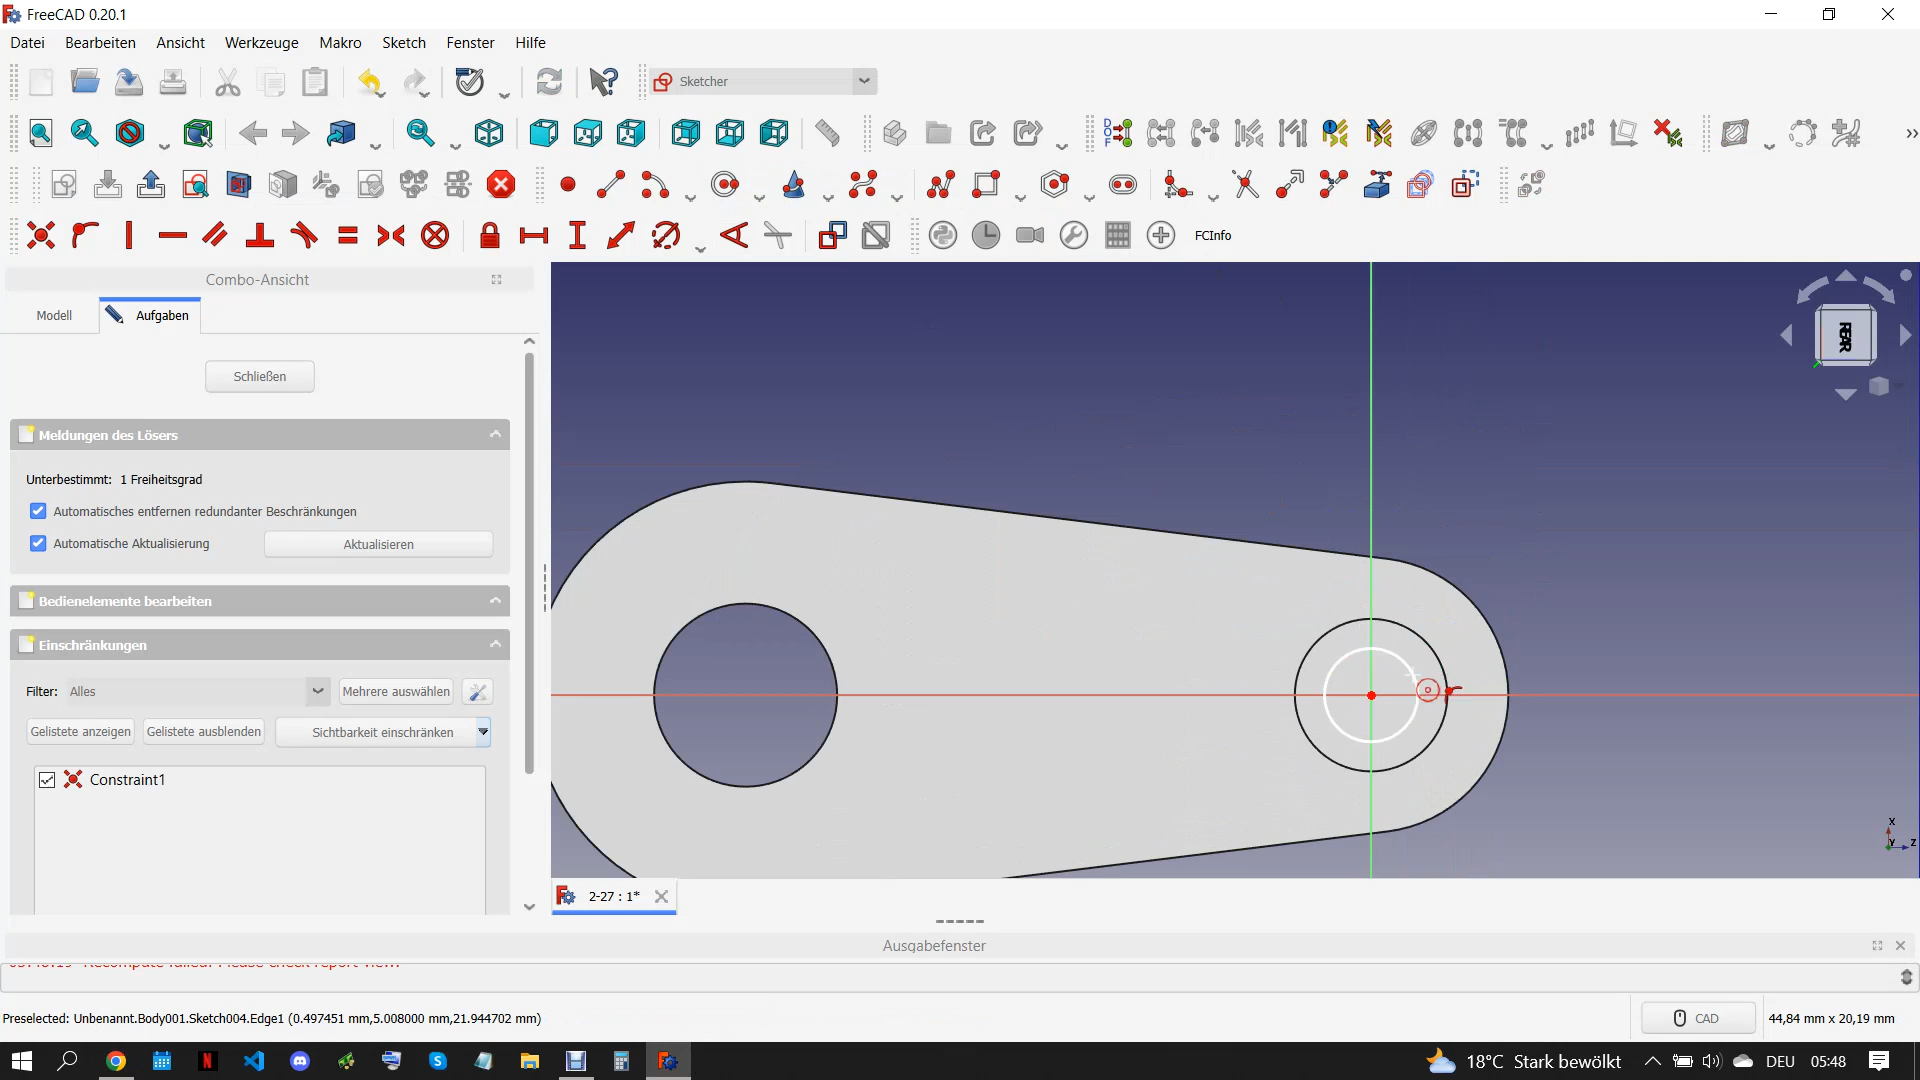 FreeCAD 0.20.1
Datei Bearbeiten Ansicht Werkzeuge Makro Sketch Fenster Hilfe
Sketcher
FCInfo
Combo-Ansicht
Modell Aufgaben
Schließen
Meldungen des Lösers
Unterbestimmt: 1 Freiheitsgrad
Automatisches entfernen redundanter Beschränkungen
Automatische Aktualisierung Aktualisieren
Bedienelemente bearbeiten
Einschränkungen
Filter: Alles Mehrere auswählen
Gelistete anzeigen Gelistete ausblenden Sichtbarkeit einschränken
Constraint1
REAR
X
Y Z
2-27 : 1*
Ausgabefenster
Preselected: Unbenannt.Body001.Sketch004.Edge1 (0.497451 mm,5.008000 mm,21.944702 mm)
CAD 44,84 mm x 20,19 mm
18°C Stark bewölkt DEU 05:48